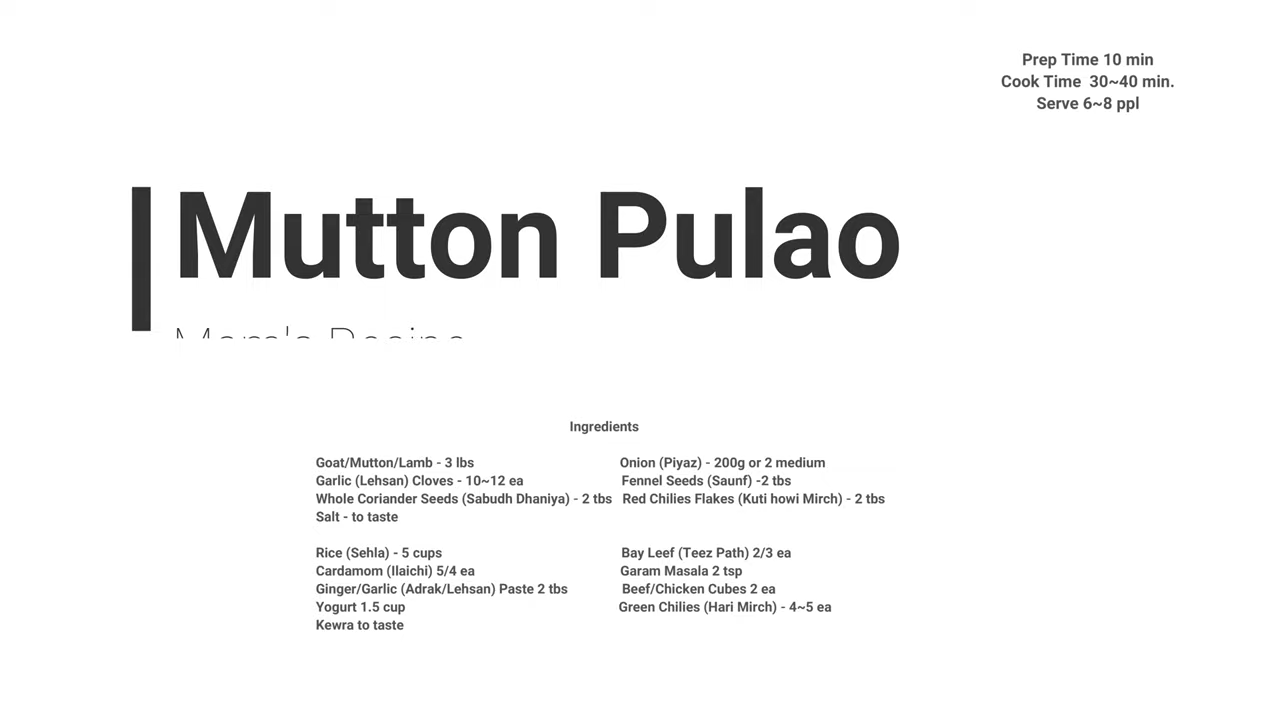 Prep Time 10 min
Cook Time 30~40 min.
Serve 6~8 ppl
Mutton Pulao
Mom's Recipe
Ingredients
Goat/Mutton/Lamb - 3 lbs Onion (Piyaz) - 200g or 2 medium
Garlic (Lehsan) Cloves - 10~12 ea Fennel Seeds (Saunf) -2 tbs
Whole Coriander Seeds (Sabudh Dhaniya) - 2 tbs Red Chilies Flakes (Kuti howi Mirch) - 2 tbs
Salt - to taste
Rice (Sehla) - 5 cups Bay Leef (Teez Path) 2/3 ea
Cardamom (Ilaichi) 5/4 ea Garam Masala 2 tsp
Ginger/Garlic (Adrak/Lehsan) Paste 2 tbs Beef/Chicken Cubes 2 ea
Yogurt 1.5 cup Green Chilies (Hari Mirch) - 4~5 ea
Kewra to taste